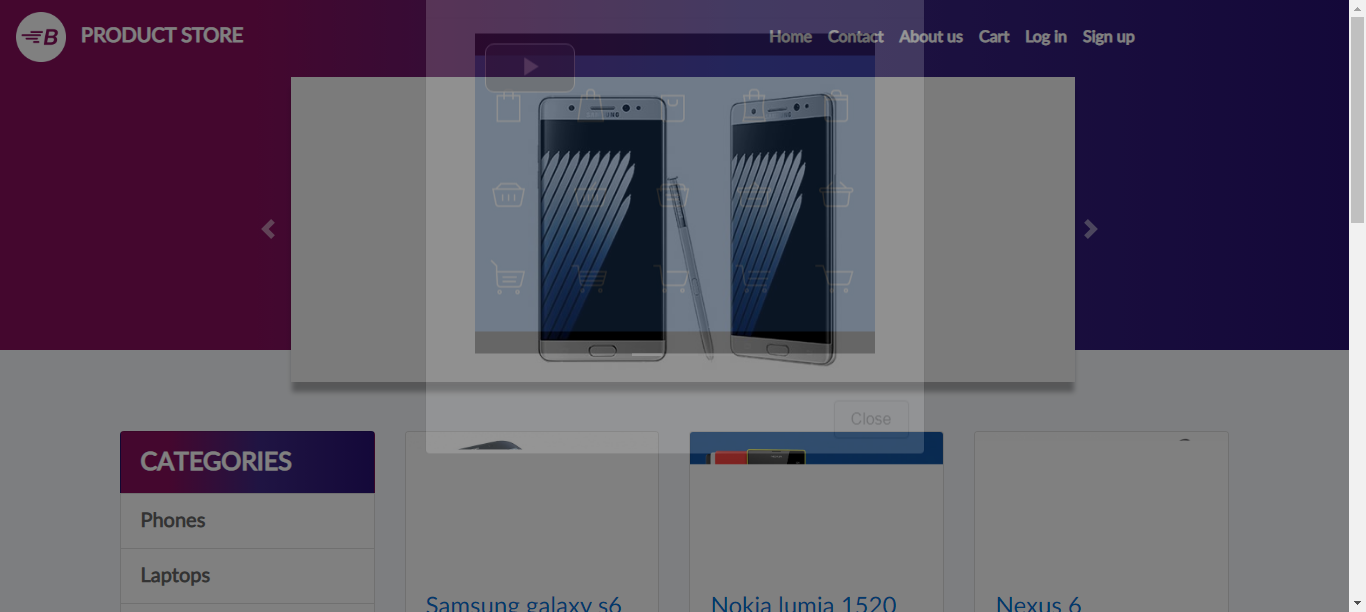 B PRODUCT STORE
Home Contact About us Cart Log in Sign up
SAMSUNG
Close
CATEGORIES
Phones
Laptops
Samsung galaxy s6
Nokia lumia 1520
Nexus 6